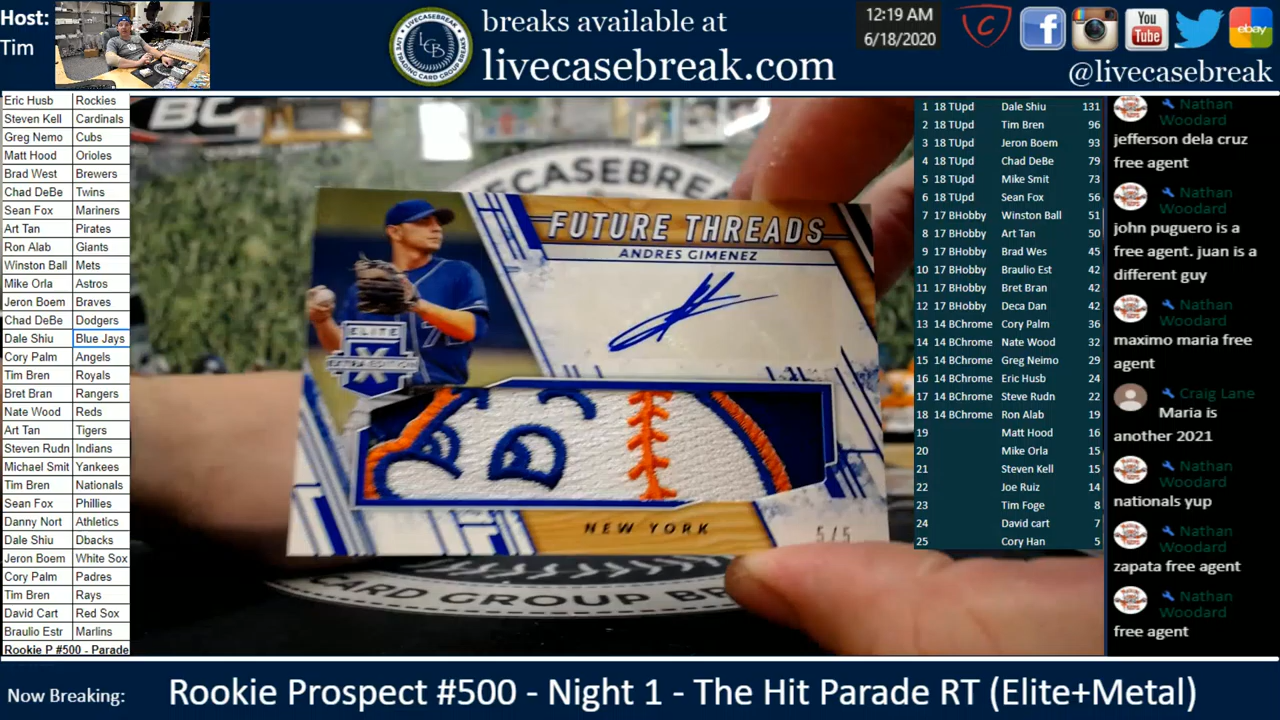 Host:
Tim
breaks available at
livecasebreak.com
12:19 AM
6/18/2020
You
Tube
ebay
@livecasebreak
Eric Husb Rockies
Steven Kell Cardinals
Greg Nemo Cubs
Matt Hood Orioles
Brad West Brewers
Chad DeBe Twins
Sean Fox Mariners
Art Tan Pirates
Ron Alab Giants
Winston Ball Mets
Mike Orla Astros
Jeron Boem Braves
Chad DeBe Dodgers
Dale Shiu Blue Jays
Cory Palm Angels
Tim Bren Royals
Bret Bran Rangers
Nate Wood Reds
Art Tan Tigers
Steven Rudn Indians
Michael Smit Yankees
Tim Bren Nationals
Sean Fox Phillies
Danny Nort Athletics
Dale Shiu Dbacks
Jeron Boem White Sox
Cory Palm Padres
Tim Bren Rays
David Cart Red Sox
Braulio Estr Marlins
Rookie P #500 - Parade
FUTURE THREADS
ANDRES GIMENEZ
ELITE
X
EXTRA EDITION
NEW YORK
5/5
CARD GROUP BRE
1 18 TUpd Dale Shiu 131
2 18 TUpd Tim Bren 96
3 18 TUpd Jeron Boem 93
4 18 TUpd Chad DeBe 79
5 18 TUpd Mike Smit 73
6 18 TUpd Sean Fox 56
7 17 BHobby Winston Ball 51
8 17 BHobby Art Tan 50
9 17 BHobby Brad Wes 45
10 17 BHobby Braulio Est 42
11 17 BHobby Bret Bran 42
12 17 BHobby Deca Dan 42
13 14 BChrome Cory Palm 36
14 14 BChrome Nate Wood 32
15 14 BChrome Greg Neimo 29
16 14 BChrome Eric Husb 24
17 14 BChrome Steve Rudn 22
18 14 BChrome Ron Alab 19
19 Matt Hood 16
20 Mike Orla 15
21 Steven Kell 15
22 Joe Ruiz 14
23 Tim Foge 8
24 David cart 7
25 Cory Han 5
Nathan
Woodard
jefferson dela cruz
free agent
Nathan
Woodard
john puguero is a
free agent. juan is a
different guy
Nathan
Woodard
maximo maria free
agent
Craig Lane
Maria is
another 2021
Nathan
Woodard
nationals yup
Nathan
Woodard
zapata free agent
Nathan
Woodard
free agent
Now Breaking:
Rookie Prospect #500 - Night 1 - The Hit Parade RT (Elite+Metal)